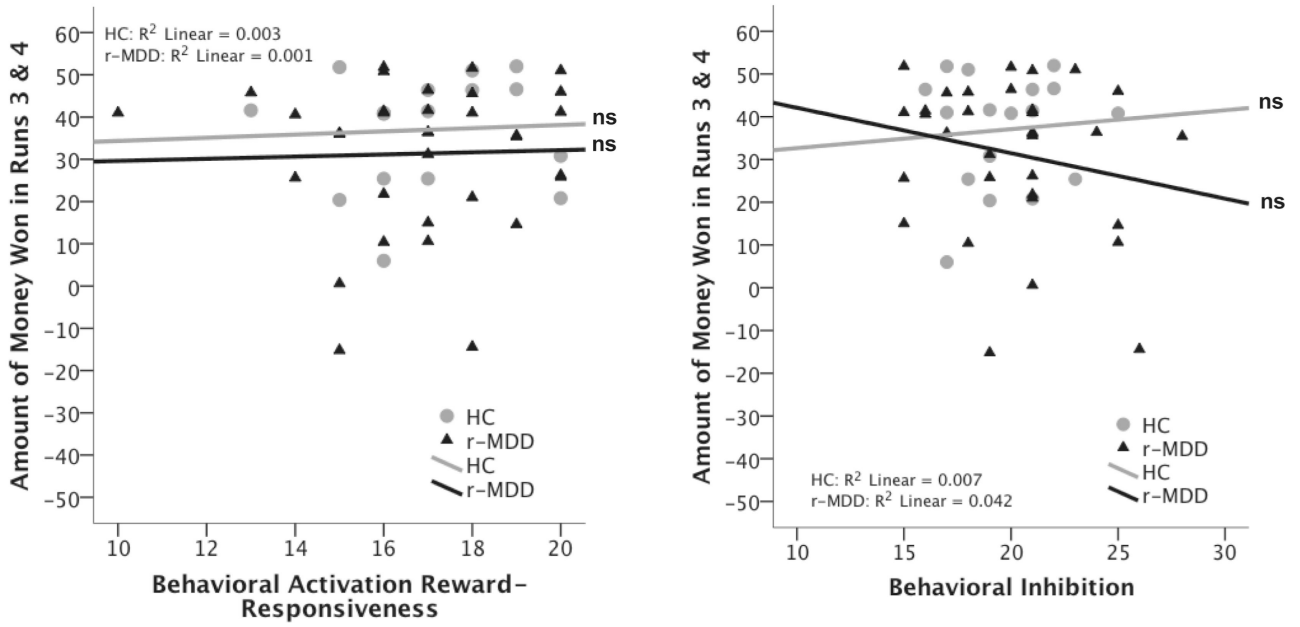 HC: R² Linear = 0.003
r-MDD: R² Linear = 0.001
Amount of Money Won in Runs 3 & 4
60
50
40
30
20
10
0
-10
-20
-30
-40
-50
ns
ns
HC
r-MDD
HC
r-MDD
10
12
14
16
18
20
Behavioral Activation Reward-
Responsiveness
Amount of Money Won in Runs 3 & 4
60
50
40
30
20
10
0
-10
-20
-30
-40
-50
ns
ns
HC
r-MDD
HC
r-MDD
HC: R² Linear = 0.007
r-MDD: R² Linear = 0.042
10
15
20
25
30
Behavioral Inhibition